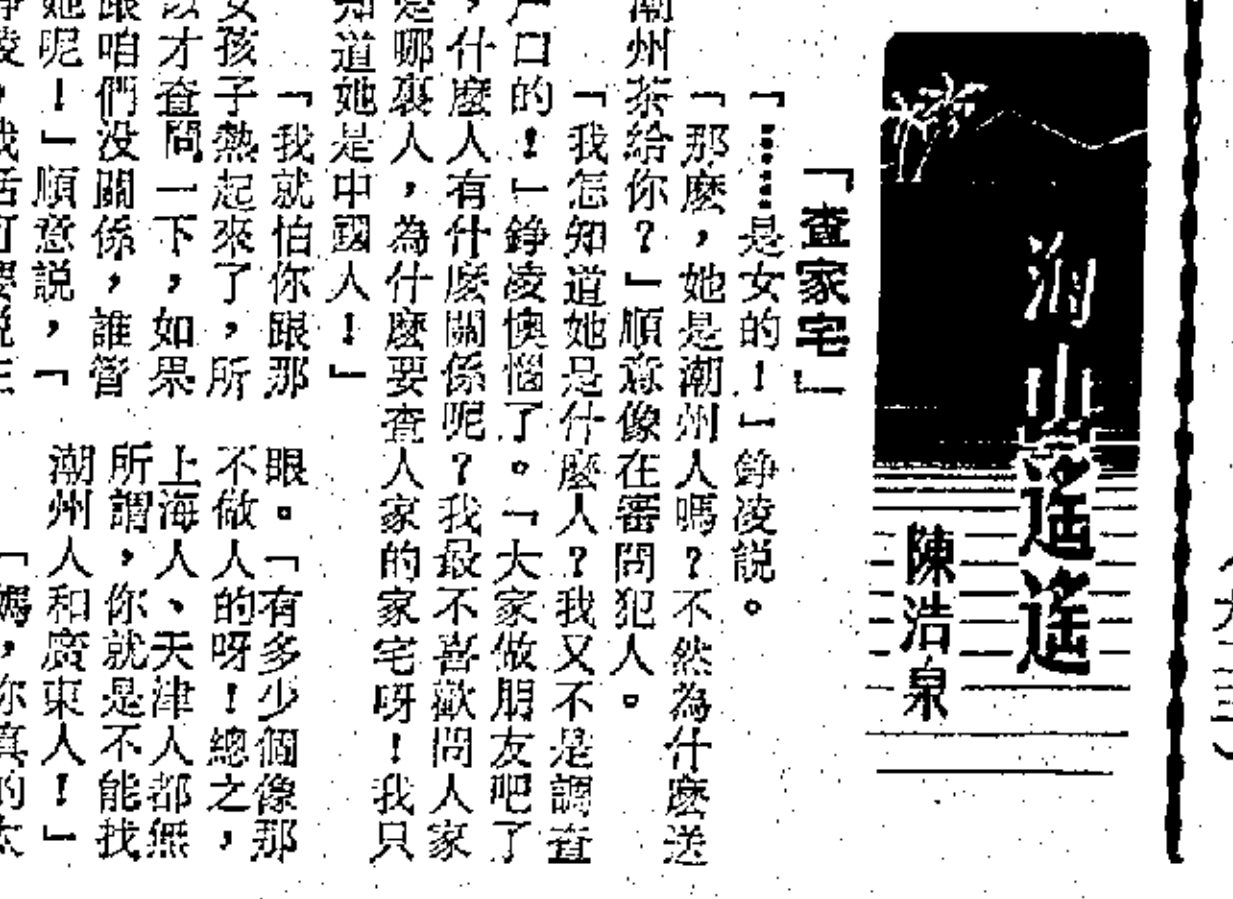 海山遙遙
陳浩泉
「查家宅」
「……是女的！」錚凌説。
「那麼，她是潮州人嗎？不然為什麼送
潮州茶給你？」順意像在審問犯人。
「我怎知道她是什麼人？我又不是調查
戶口的！」錚凌懊惱了。「大家做朋友吧了
，什麼人有什麼關係呢？我最不喜歡問人家
是哪裏人，為什麼要查人家的家宅呀！我只
知道她是中國人！」
「我就怕你跟那
女孩子熱起來了，所
以才查問一下，如果
跟咱們没關係，誰管
她呢！」順意説，「
眼。「有多少個像那
不做人的呀！總之，
上海人、天津人都無
所謂，你就是不能找
潮州人和廣東人！」
「媽，你真的太